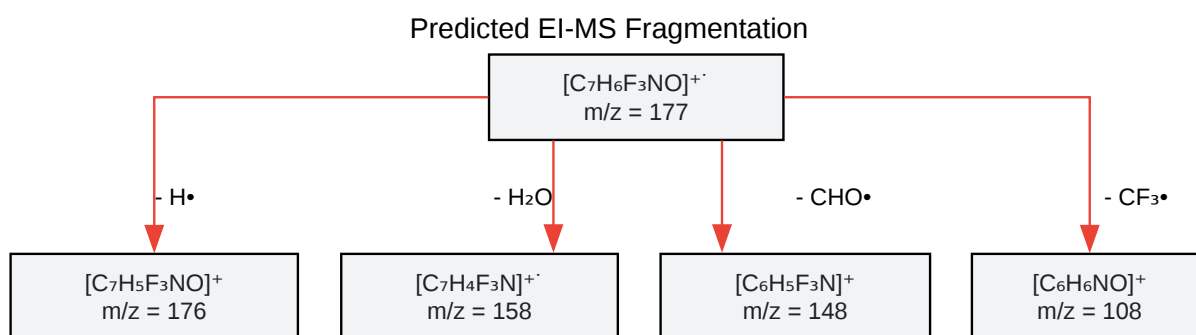 Predicted EI-MS Fragmentation
[C₇H₆F₃NO]⁺˙
m/z = 177
- H•
- H₂O
- CHO•
- CF₃•
[C₇H₅F₃NO]⁺
m/z = 176
[C₇H₄F₃N]⁺˙
m/z = 158
[C₆H₅F₃N]⁺
m/z = 148
[C₆H₆NO]⁺
m/z = 108